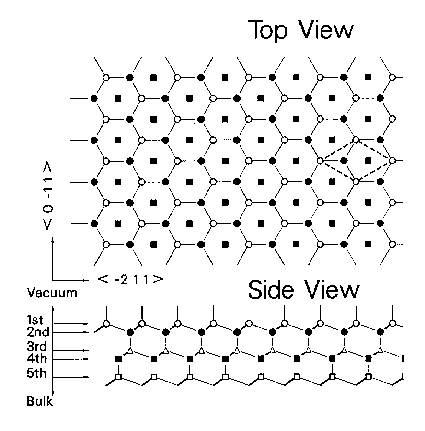 Top View
< 0 -1 1 >
< -2 1 1 >
Vacuum
Side View
1st
2nd
3rd
4th
5th
Bulk